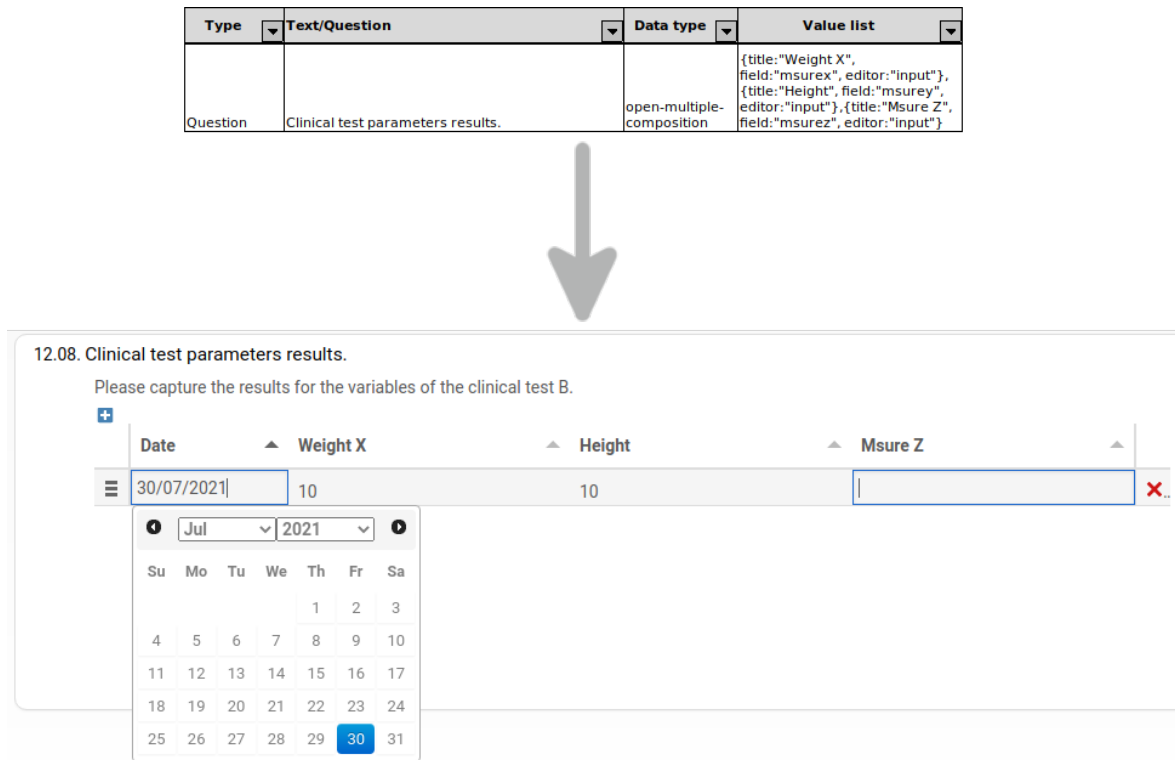 Type Text/Question Data type Value list
{title:"Weight X",
field:"msurex", editor:"input"},
{title:"Height", field:"msurey",
open-multiple- editor:"input"},{title:"Msure Z",
Question Clinical test parameters results. composition field:"msurez", editor:"input"}
12.08. Clinical test parameters results.
Please capture the results for the variables of the clinical test B.
Date Weight X Height Msure Z
30/07/2021 10 10
Jul 2021
Su Mo Tu We Th Fr Sa
1 2 3
4 5 6 7 8 9 10
11 12 13 14 15 16 17
18 19 20 21 22 23 24
25 26 27 28 29 30 31